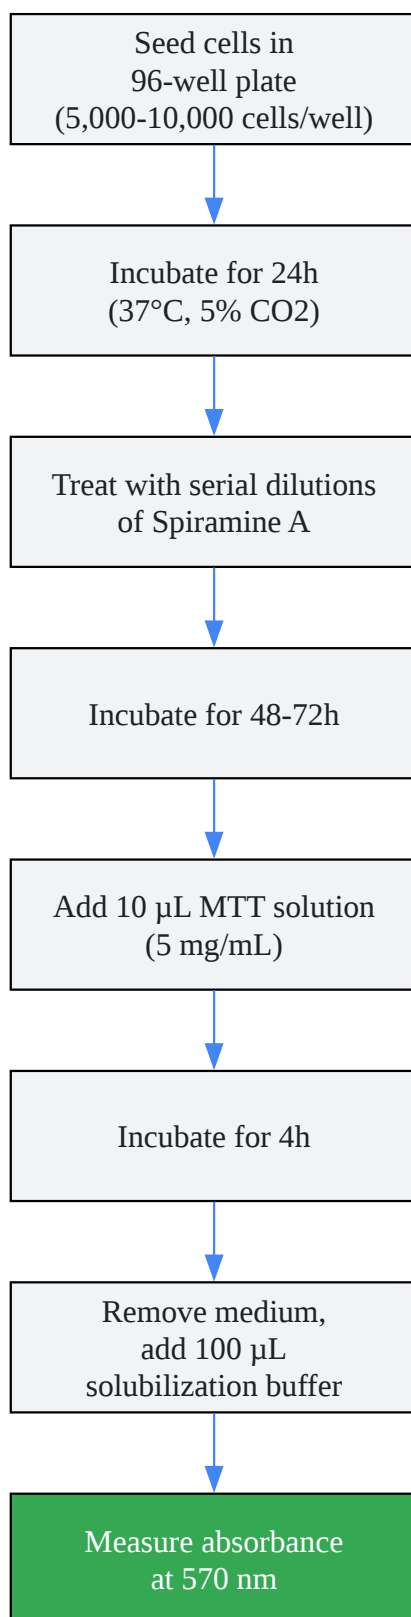 Seed cells in
96-well plate
(5,000-10,000 cells/well)
Incubate for 24h
(37°C, 5% CO2)
Treat with serial dilutions
of Spiramine A
Incubate for 48-72h
Add 10 µL MTT solution
(5 mg/mL)
Incubate for 4h
Remove medium,
add 100 µL
solubilization buffer
Measure absorbance
at 570 nm